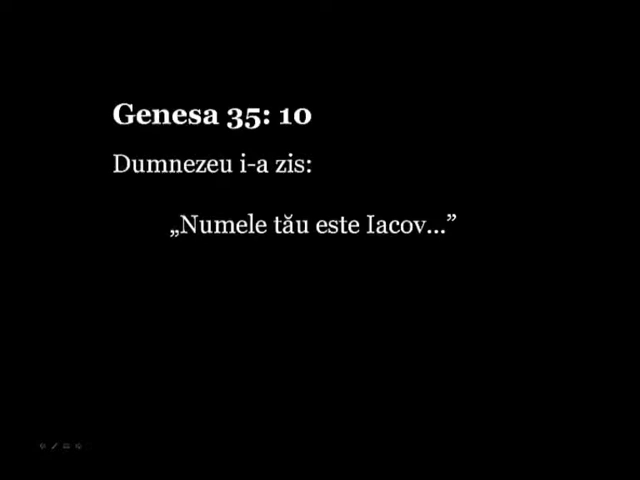 Genesa 35: 10
Dumnezeu i-a zis:
„Numele tău este Iacov...”